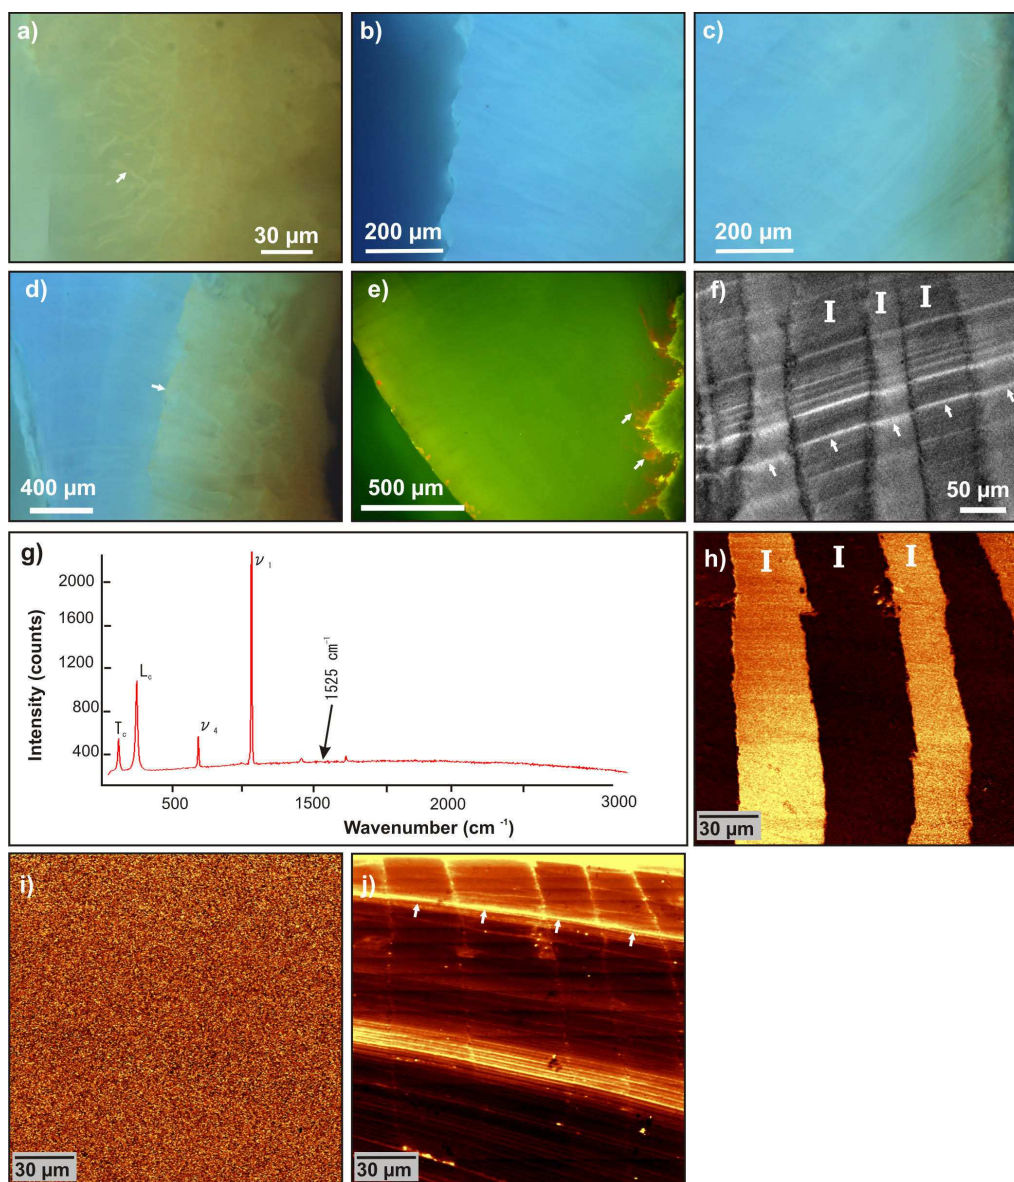 a)
30 µm
b)
200 µm
c)
200 µm
d)
400 µm
e)
500 µm
f)
I I I
50 µm
g)
2000
1600
1200
800
400
Intensity (counts)
Tc
Lc
ν4
ν1
1525 cm-1
500 1500 2000 3000
Wavenumber (cm -1)
h)
I I I
30 µm
i)
30 µm
j)
30 µm